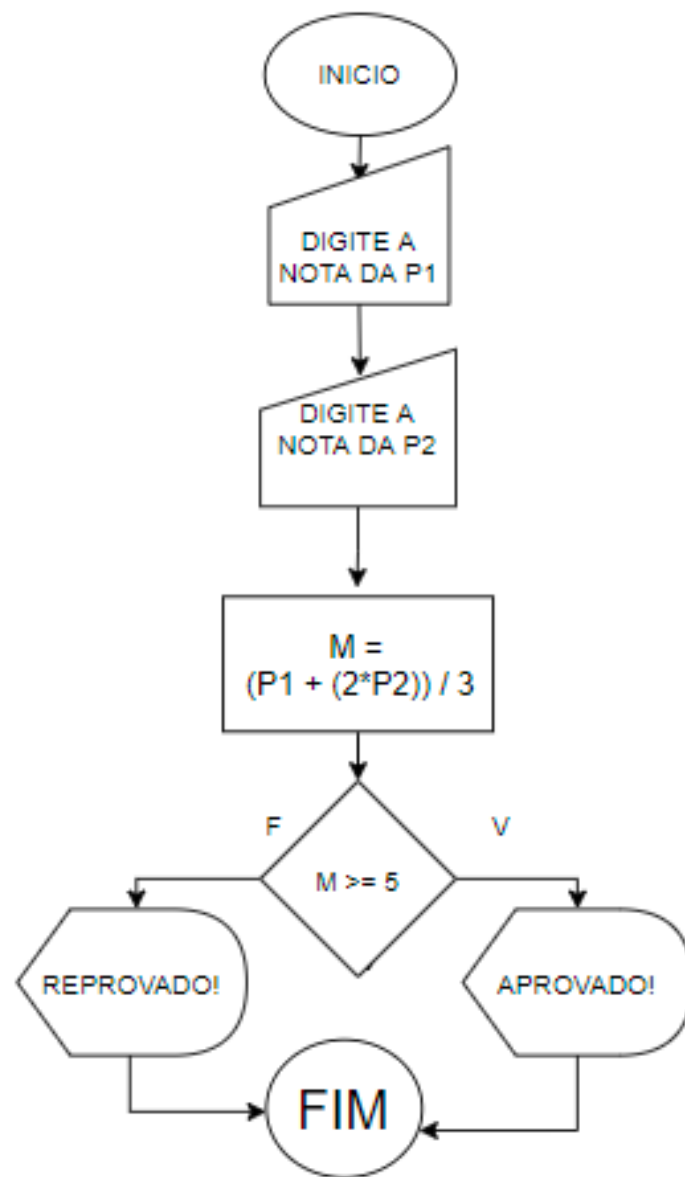 INICIO
DIGITE A
NOTA DA P1
DIGITE A
NOTA DA P2
M =
(P1 + (2*P2)) / 3
F
V
M >= 5
REPROVADO!
APROVADO!
FIM